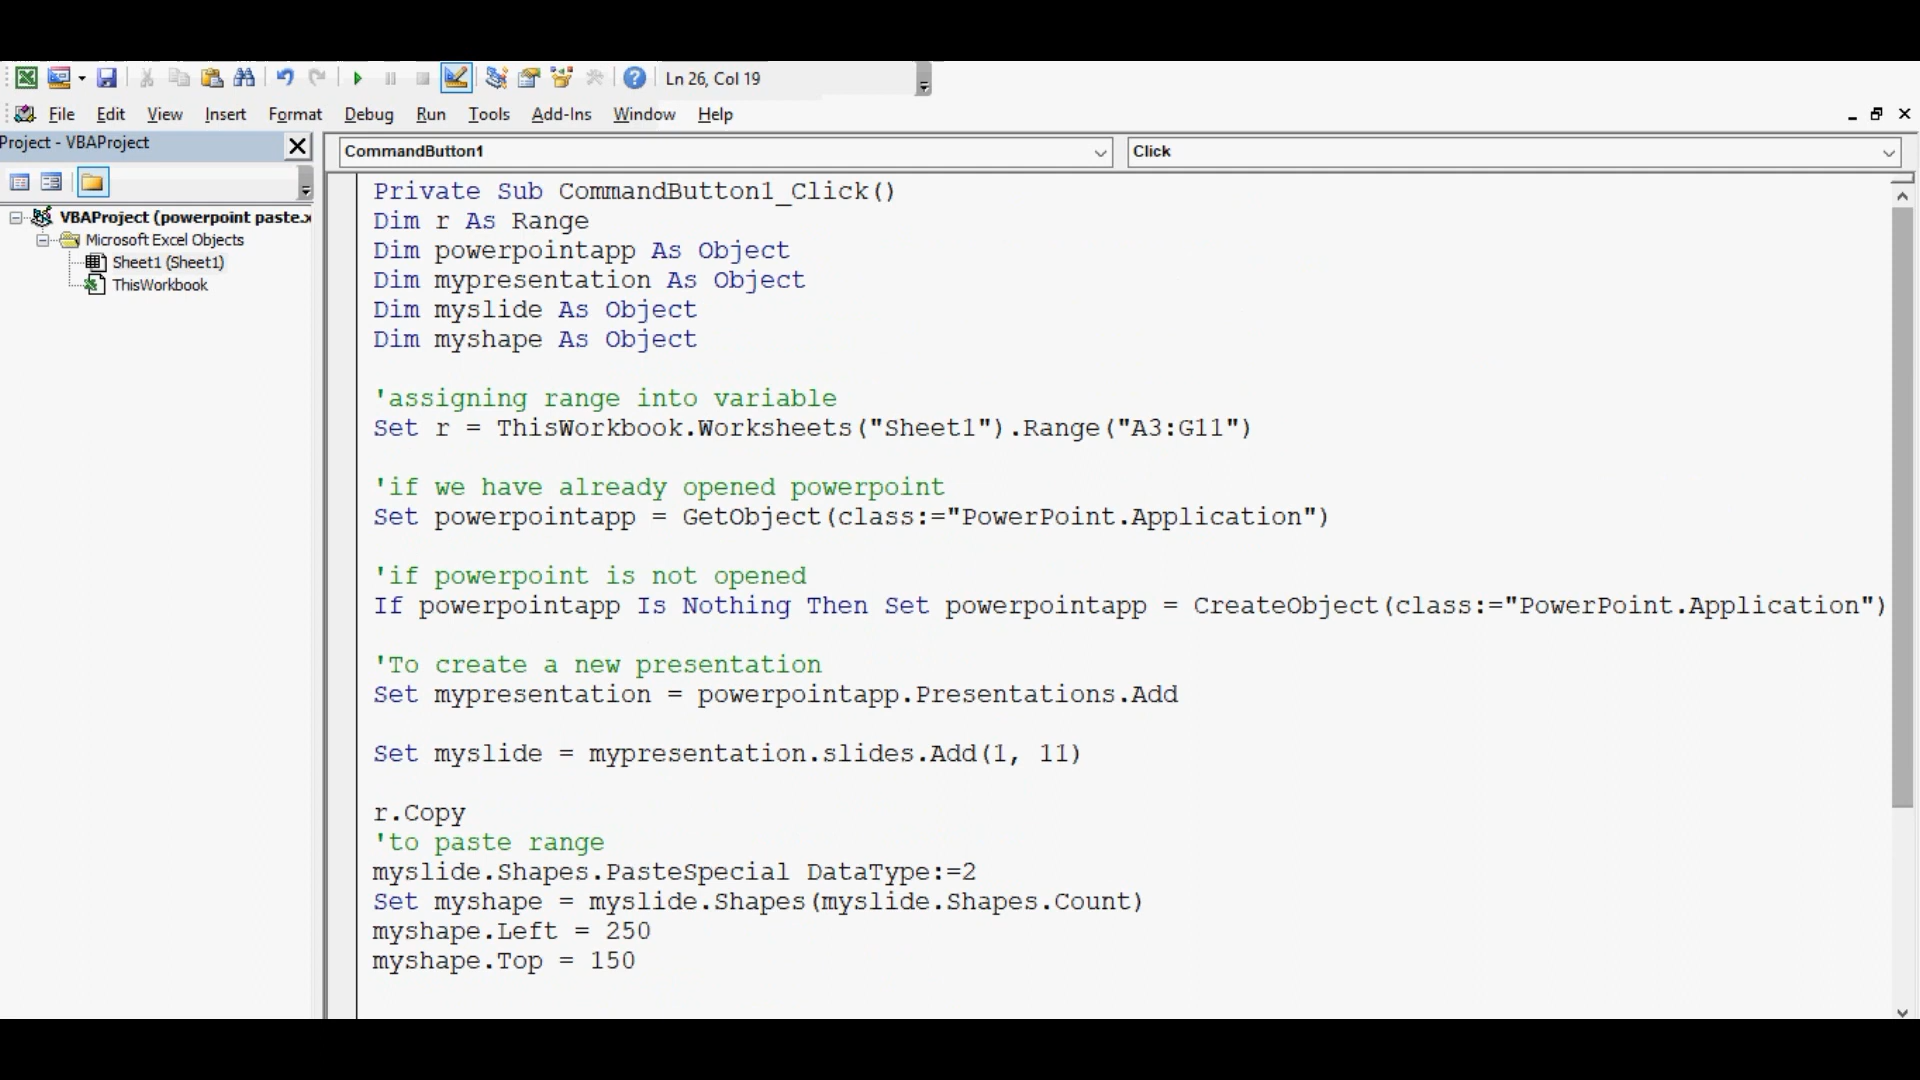 Ln 26, Col 19
File Edit View Insert Format Debug Run Tools Add-Ins Window Help
Project - VBAProject
CommandButton1
Click
VBAProject (powerpoint paste.x
Microsoft Excel Objects
Sheet1 (Sheet1)
ThisWorkbook
Private Sub CommandButton1_Click()
Dim r As Range
Dim powerpointapp As Object
Dim mypresentation As Object
Dim myslide As Object
Dim myshape As Object
'assigning range into variable
Set r = ThisWorkbook.Worksheets("Sheet1").Range("A3:G11")
'if we have already opened powerpoint
Set powerpointapp = GetObject(class:="PowerPoint.Application")
'if powerpoint is not opened
If powerpointapp Is Nothing Then Set powerpointapp = CreateObject(class:="PowerPoint.Application")
'To create a new presentation
Set mypresentation = powerpointapp.Presentations.Add
Set myslide = mypresentation.slides.Add(1, 11)
r.Copy
'to paste range
myslide.Shapes.PasteSpecial DataType:=2
Set myshape = myslide.Shapes(myslide.Shapes.Count)
myshape.Left = 250
myshape.Top = 150